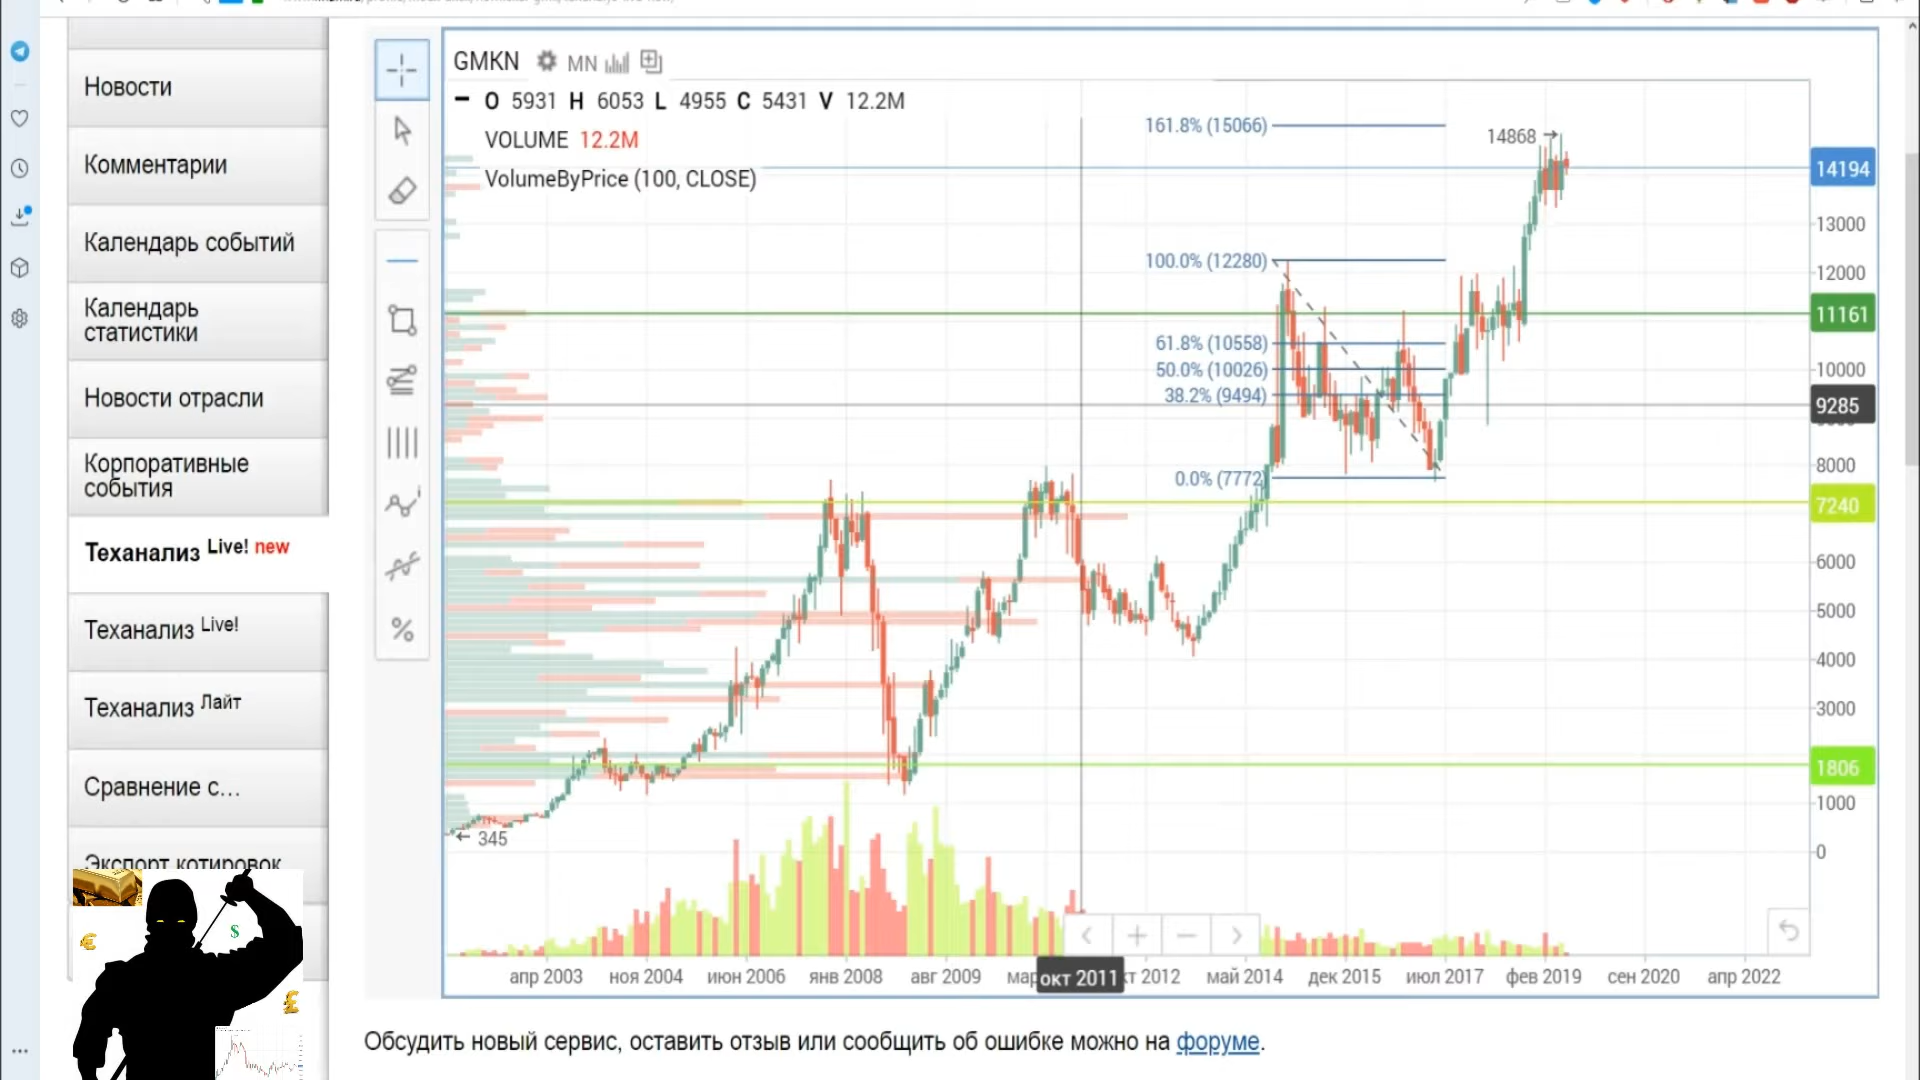 Новости
Комментарии
Календарь событий
Календарь
статистики
Новости отрасли
Корпоративные
события
Теханализ Live! new
Теханализ Live!
Теханализ Лайт
Сравнение с...
Экспорт котировок
GMKN MN
O 5931 H 6053 L 4955 C 5431 V 12.2M
VOLUME 12.2M
VolumeByPrice (100, CLOSE)
161.8% (15066)
14868
100.0% (12280)
61.8% (10558)
50.0% (10026)
38.2% (9494)
0.0% (7772)
345
14194
13000
12000
11161
10000
9285
8000
7240
6000
5000
4000
3000
1806
1000
0
апр 2003 ноя 2004 июн 2006 янв 2008 авг 2009 окт 2011 май 2014 дек 2015 июл 2017 фев 2019 сен 2020 апр 2022
Обсудить новый сервис, оставить отзыв или сообщить об ошибке можно на форуме.